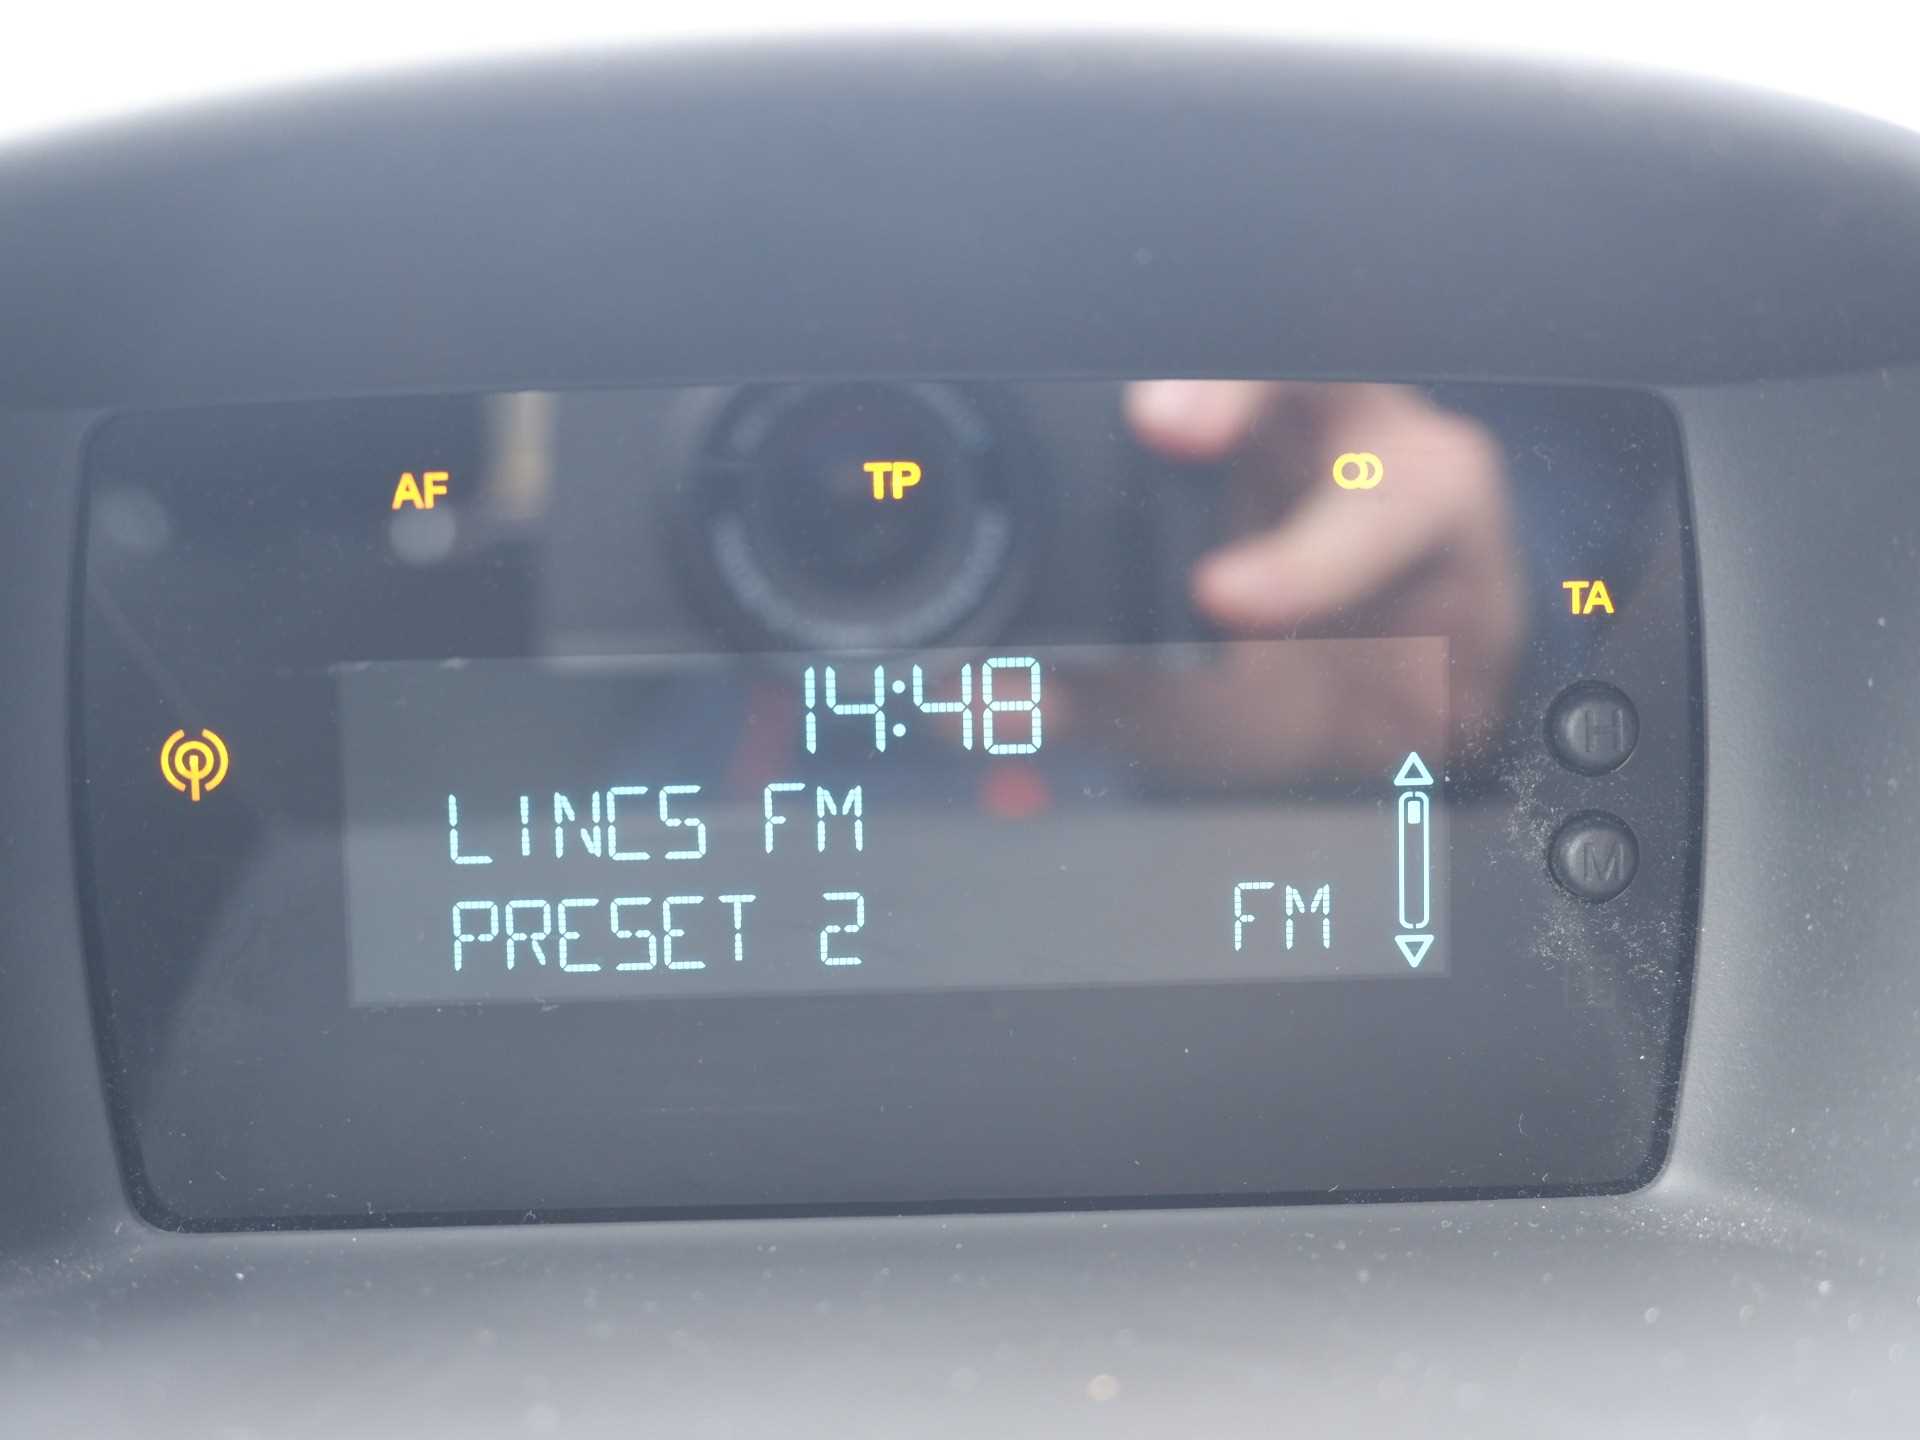 AF TP
TA
14:48
H
LINCS FM
M
PRESET 2 FM